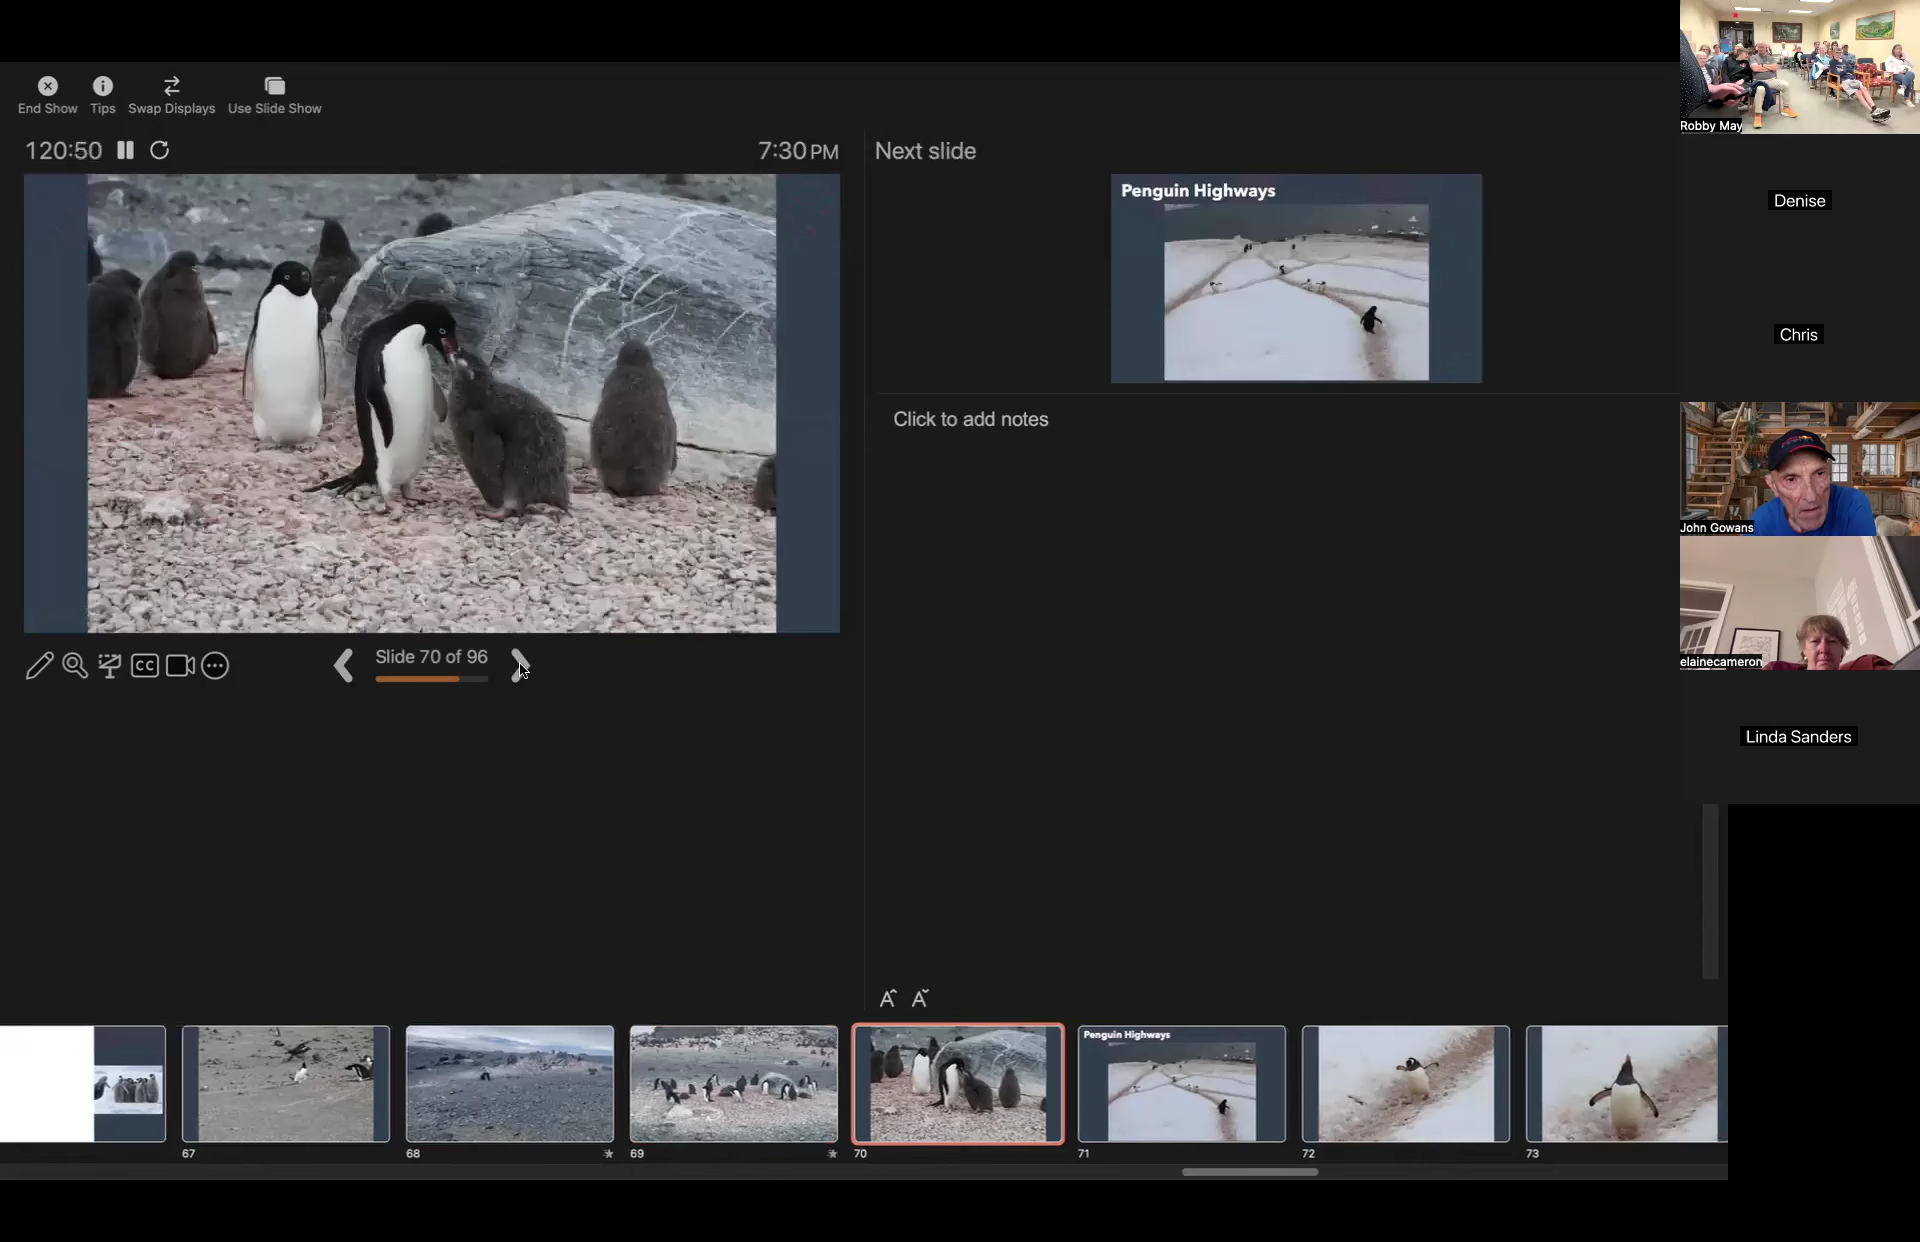 End Show
Tips
Swap Displays
Use Slide Show
120:50
7:30 PM
Next slide
Penguin Highways
Click to add notes
CC
Slide 70 of 96
A
A
67
68
69
70
Penguin Highways
71
72
73
Robby May
Denise
Chris
John Gowans
elainecameron
Linda Sanders